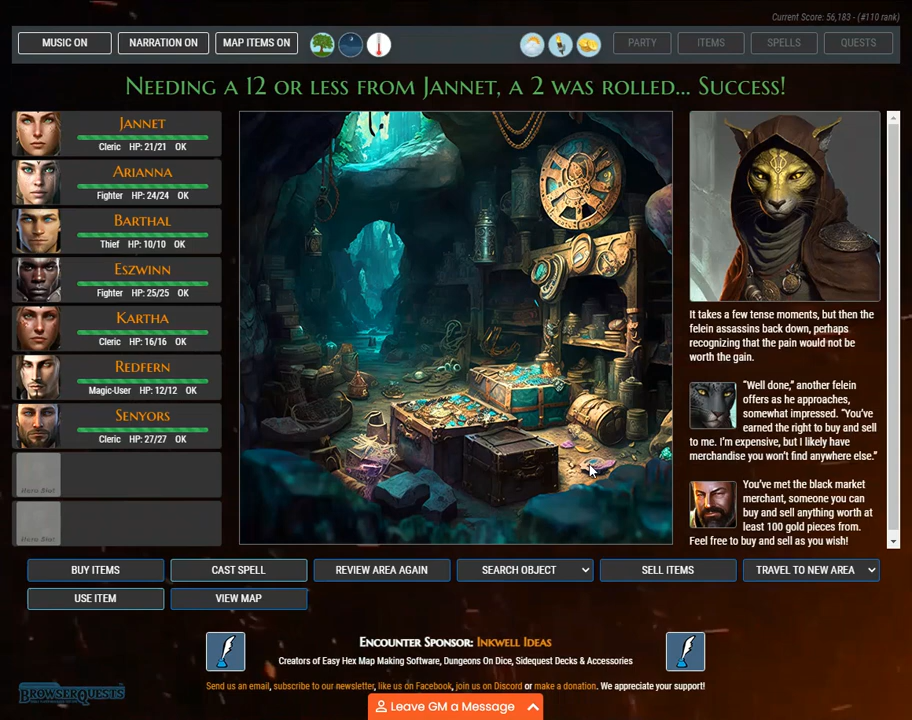 Current Score: 56,183 - (#110 rank)
MUSIC ON
NARRATION ON
MAP ITEMS ON
PARTY
ITEMS
SPELLS
QUESTS
Needing a 12 or less from Jannet, a 2 was rolled... Success!
Jannet
Cleric HP: 21/21 OK
Arianna
Fighter HP: 24/24 OK
Barthal
Thief HP: 10/10 OK
Eszwinn
Fighter HP: 25/25 OK
Kartha
Cleric HP: 16/16 OK
Redfern
Magic-User HP: 12/12 OK
Senyors
Cleric HP: 27/27 OK
Hero Slot
Hero Slot
It takes a few tense moments, but then the
felein assassins back down, perhaps
recognizing that the pain would not be
worth the gain.
“Well done,” another felein
offers as he approaches,
somewhat impressed. “You’ve
earned the right to buy and sell
to me. I’m expensive, but I likely have
merchandise you won’t find anywhere else.”
You’ve met the black market
merchant, someone you can
buy and sell anything worth at
least 100 gold pieces from.
Feel free to buy and sell as you wish!
BUY ITEMS
CAST SPELL
REVIEW AREA AGAIN
SEARCH OBJECT
SELL ITEMS
TRAVEL TO NEW AREA
USE ITEM
VIEW MAP
Encounter Sponsor: Inkwell Ideas
Creators of Easy Hex Map Making Software, Dungeons On Dice, Sidequest Decks & Accessories
Send us an email, subscribe to our newsletter, like us on Facebook, join us on Discord or make a donation. We appreciate your support!
BrowserQuests
Leave GM a Message